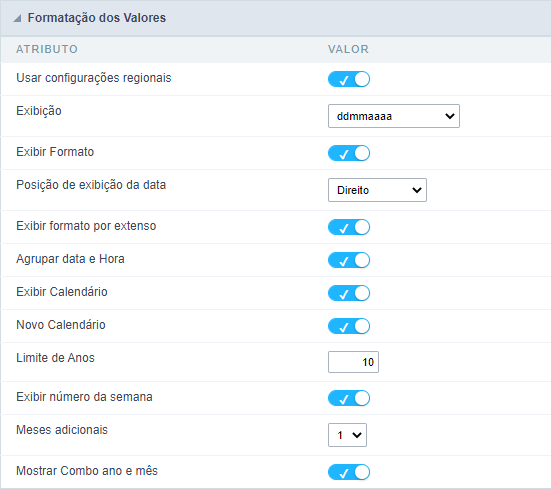 Formatação dos Valores
ATRIBUTO VALOR
Usar configurações regionais
Exibição ddmmaaaa
Exibir Formato
Posição de exibição da data Direito
Exibir formato por extenso
Agrupar data e Hora
Exibir Calendário
Novo Calendário
Limite de Anos 10
Exibir número da semana
Meses adicionais 1
Mostrar Combo ano e mês